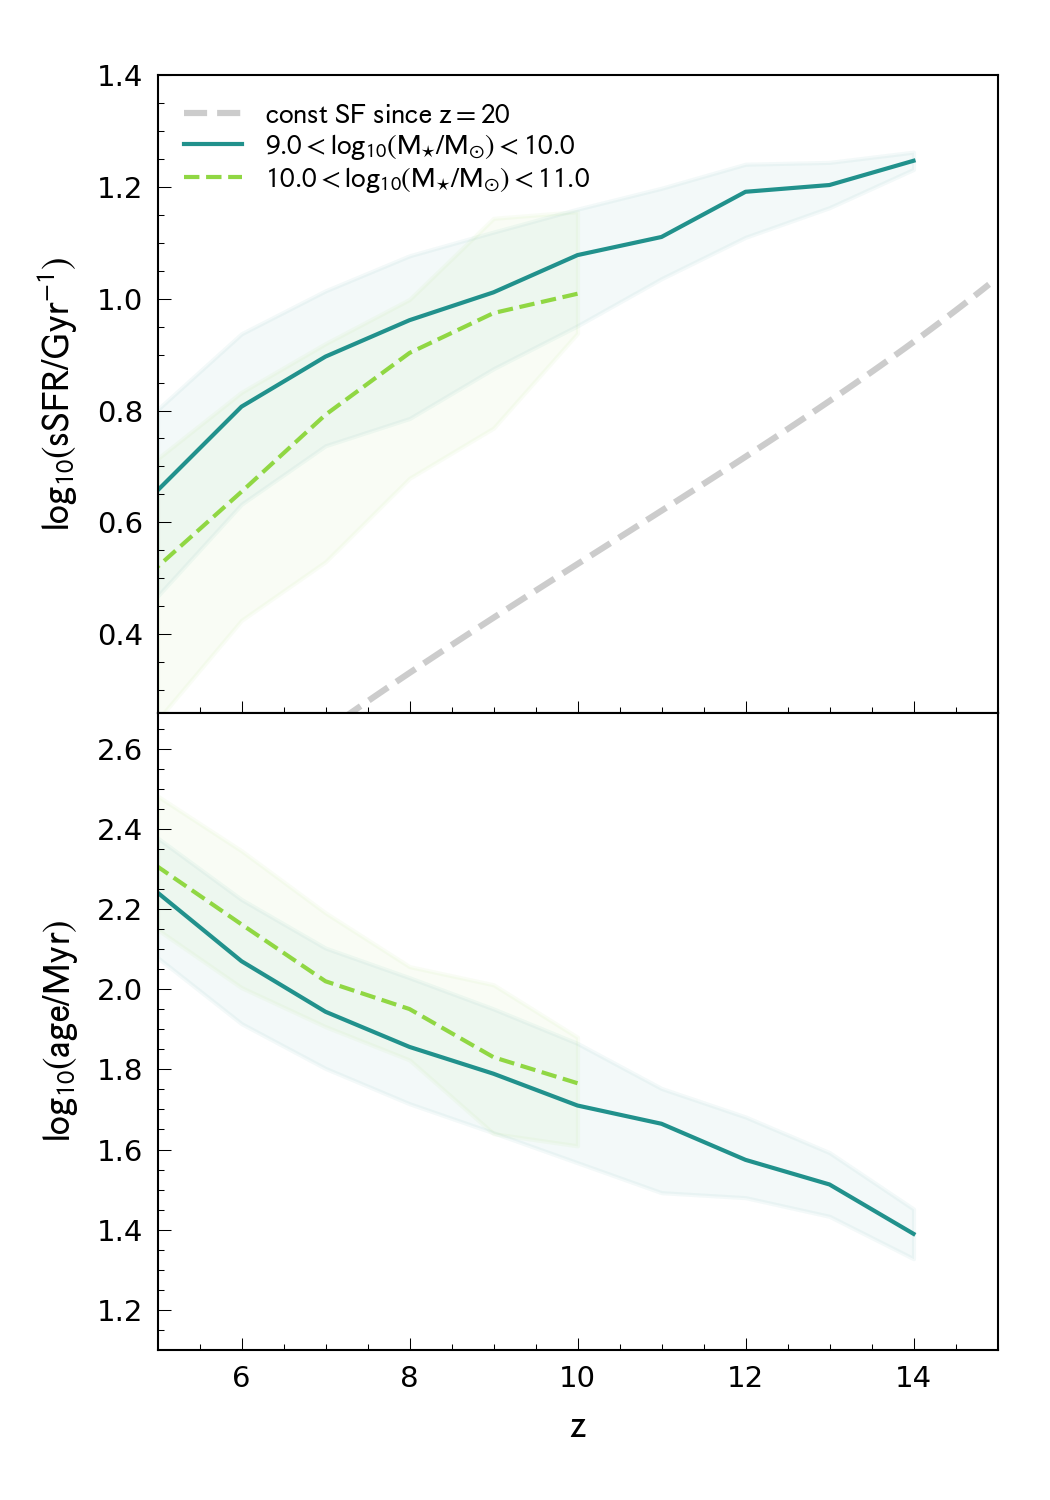 1.4
const SF since z = 20
9.0 < log₁₀(M⋆/M⊙) < 10.0
10.0 < log₁₀(M⋆/M⊙) < 11.0
1.2
1.0
0.8
0.6
0.4
log₁₀(sSFR/Gyr⁻¹)
2.6
2.4
2.2
2.0
1.8
1.6
1.4
1.2
log₁₀(age/Myr)
6 8 10 12 14
z